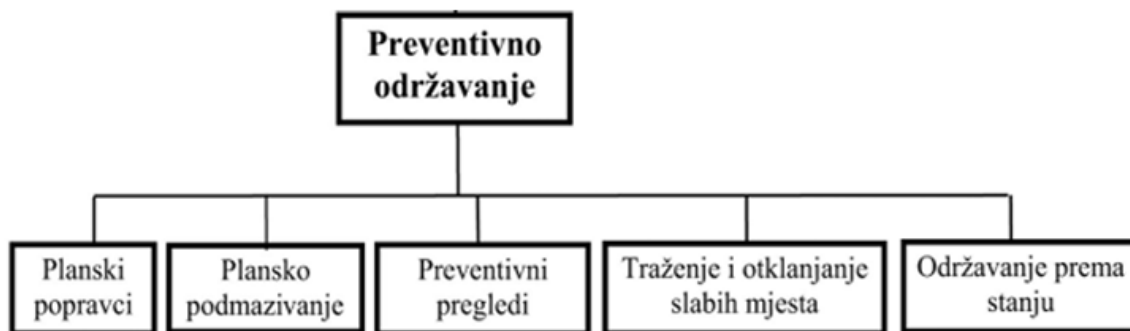 Preventivno
održavanje
Planski
popravci
Plansko
podmazivanje
Preventivni
pregledi
Traženje i otklanjanje
slabih mjesta
Održavanje prema
stanju